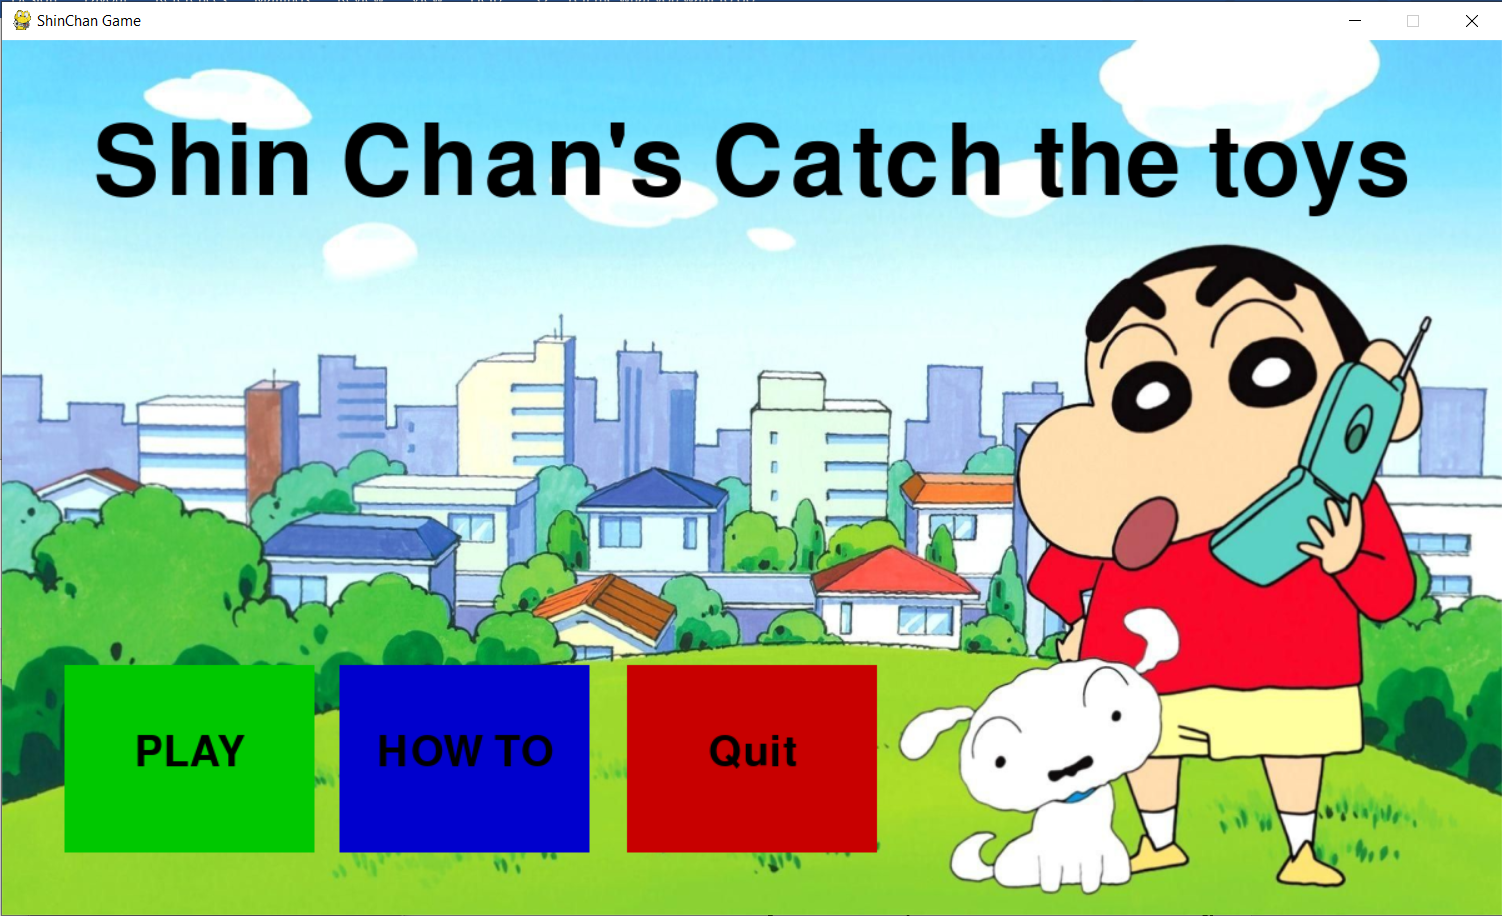 ShinChan Game
Shin Chan's Catch the toys
PLAY
HOW TO
Quit